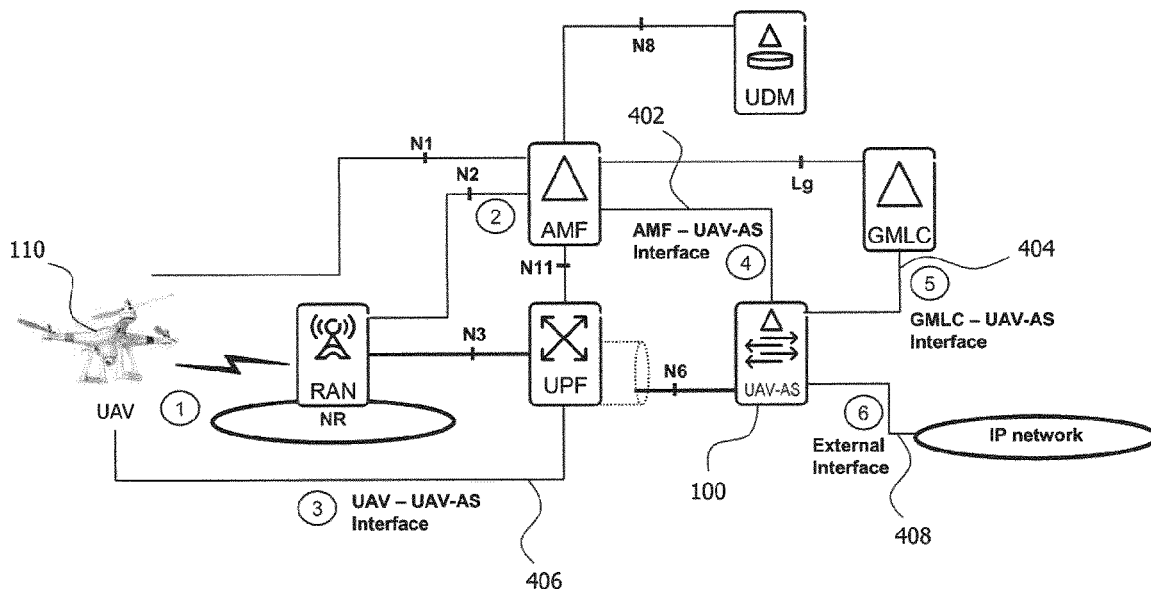 N8
UDM
402
N1
N2
2
AMF
Lg
GMLC
AMF – UAV-AS
Interface
4
404
110
N11
5
GMLC – UAV-AS
Interface
N3
RAN
UPF
N6
UAV-AS
UAV
1
NR
6
External
Interface
IP network
3
UAV – UAV-AS
Interface
100
408
406